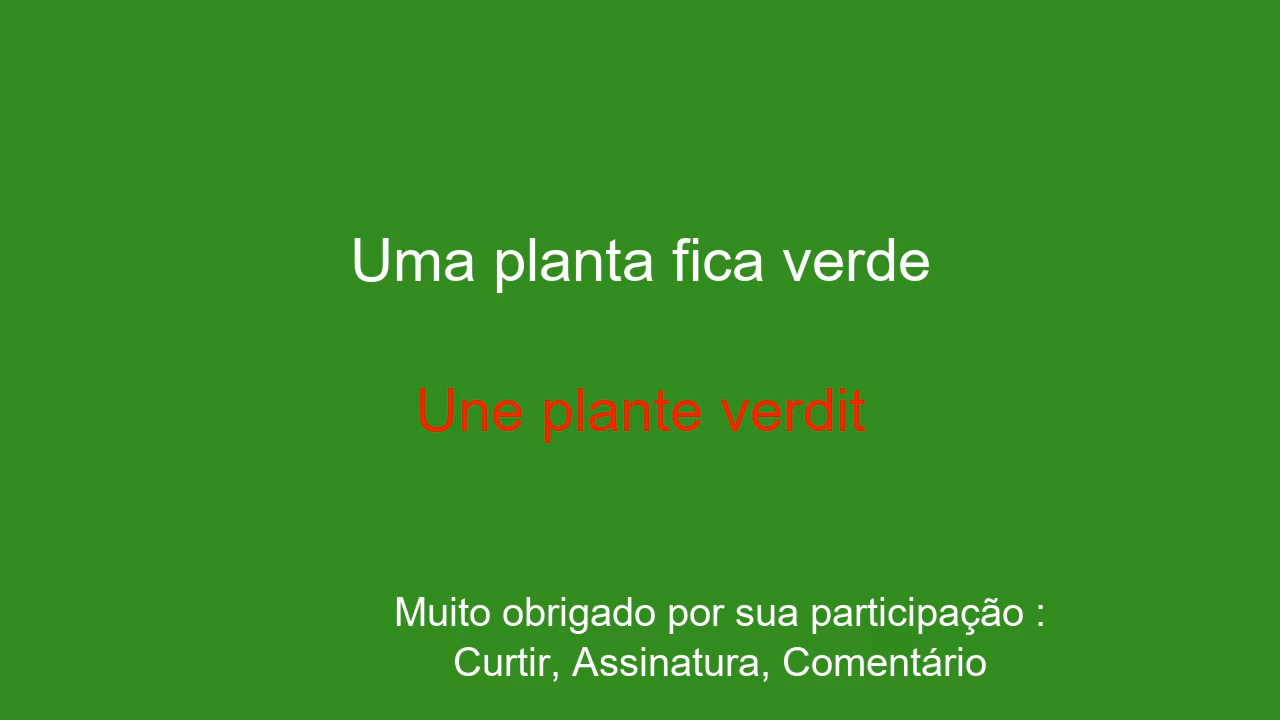 Uma planta fica verde
Une plante verdit
Muito obrigado por sua participação :
Curtir, Assinatura, Comentário